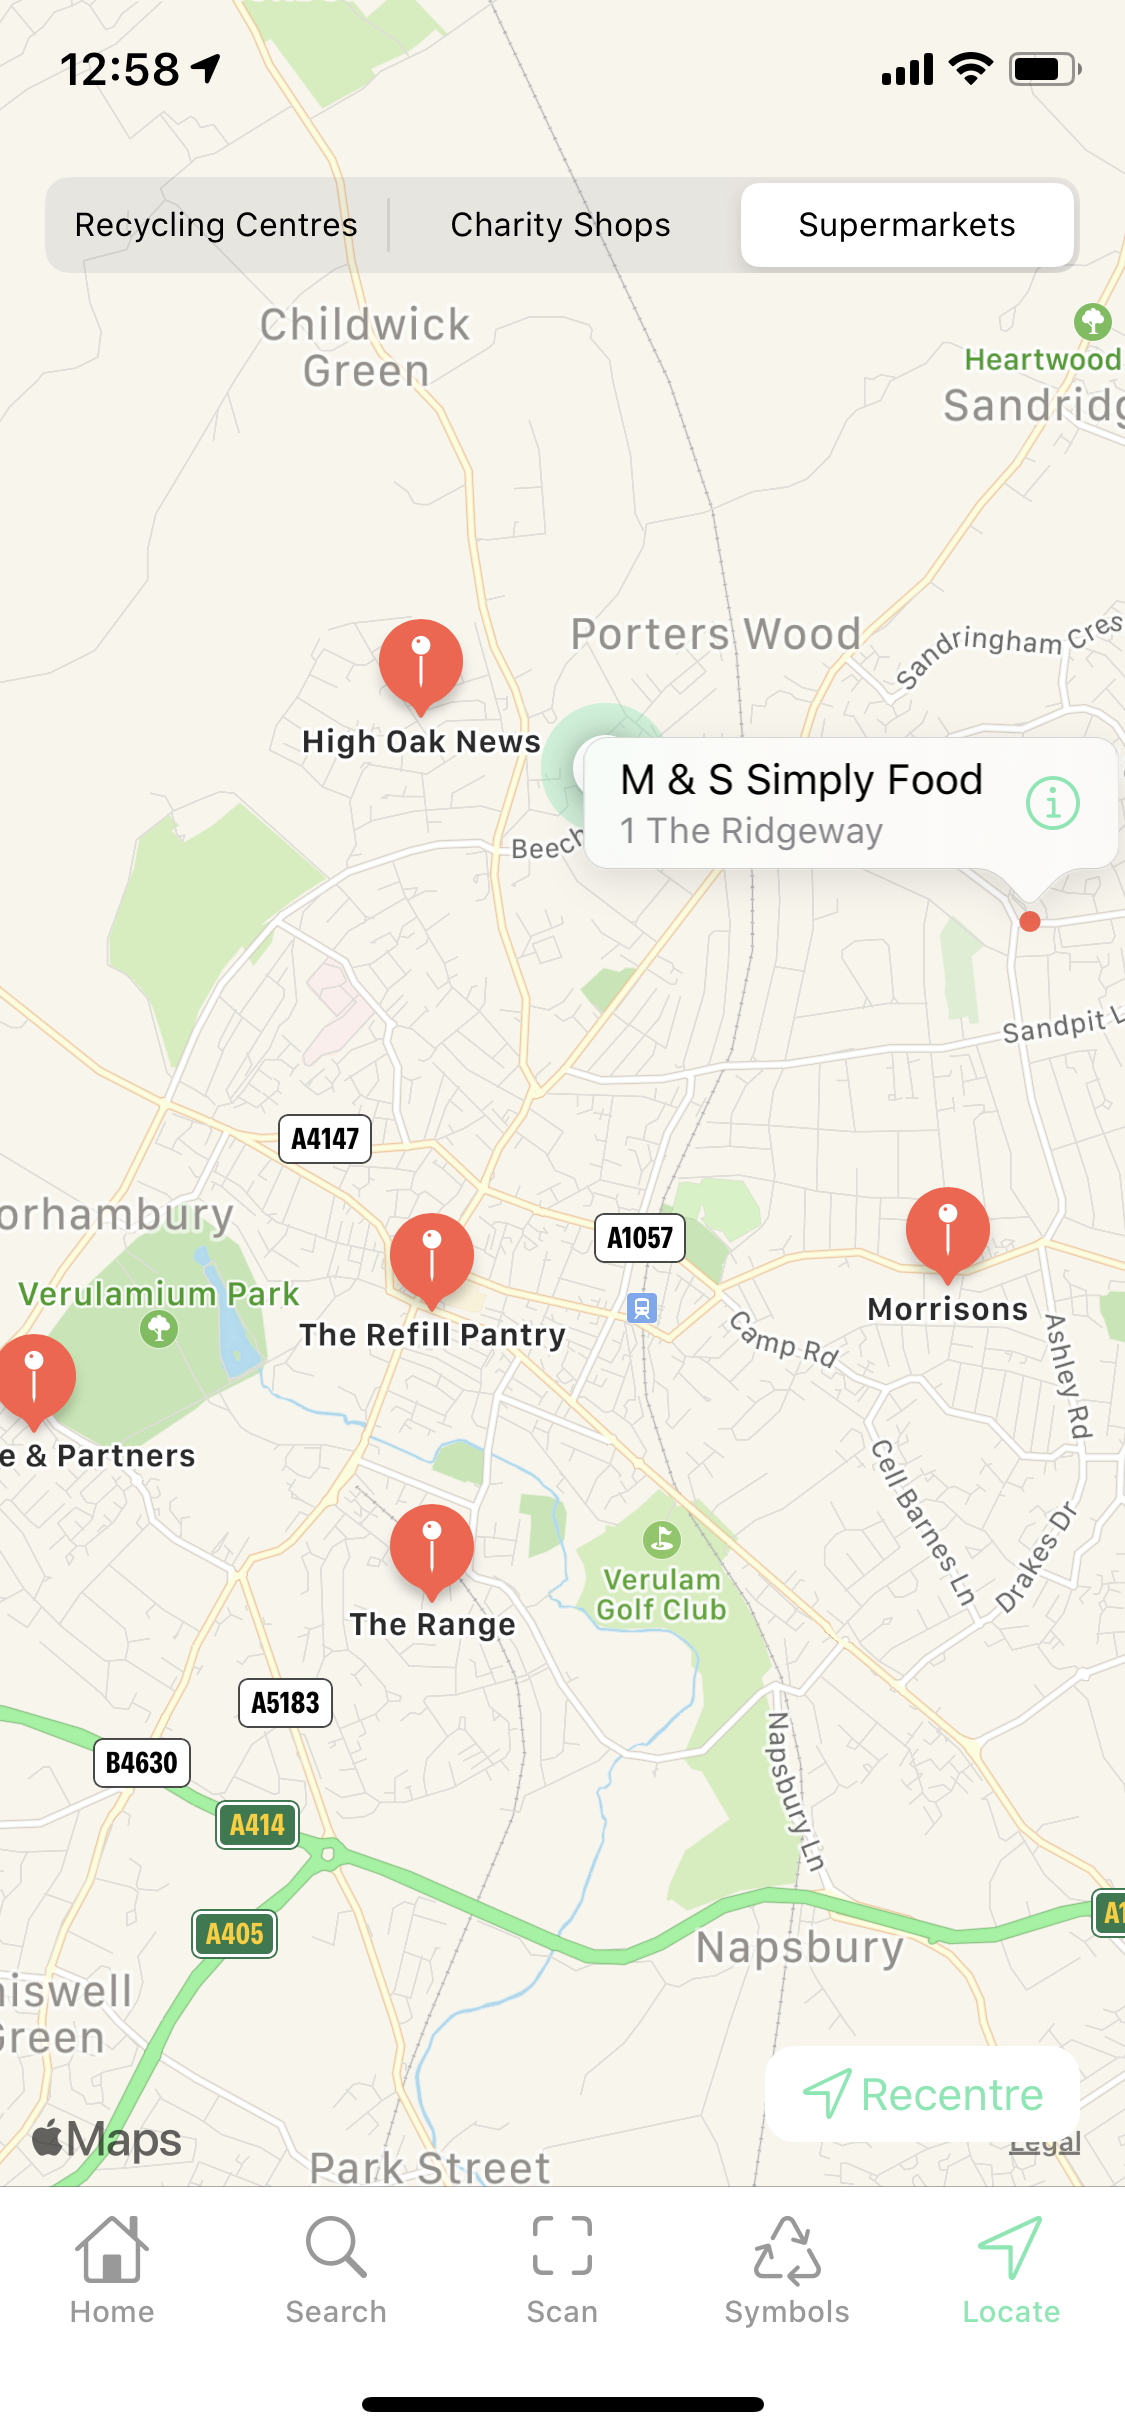 12:58
Recycling Centres
Charity Shops
Supermarkets
Childwick
Green
Heartwood
Sandridg
Porters Wood
Sandringham Cres
High Oak News
M & S Simply Food
1 The Ridgeway
Beech
Sandpit L
A4147
orhambury
A1057
Verulamium Park
Morrisons
The Refill Pantry
Camp Rd
Ashley Rd
e & Partners
Cell Barnes Ln
Drakes Dr
Verulam
Golf Club
The Range
A5183
Napsbury Ln
B4630
A414
A1
A405
Napsbury
iswell
Green
Recentre
Maps
Legal
Park Street
Home
Search
Scan
Symbols
Locate